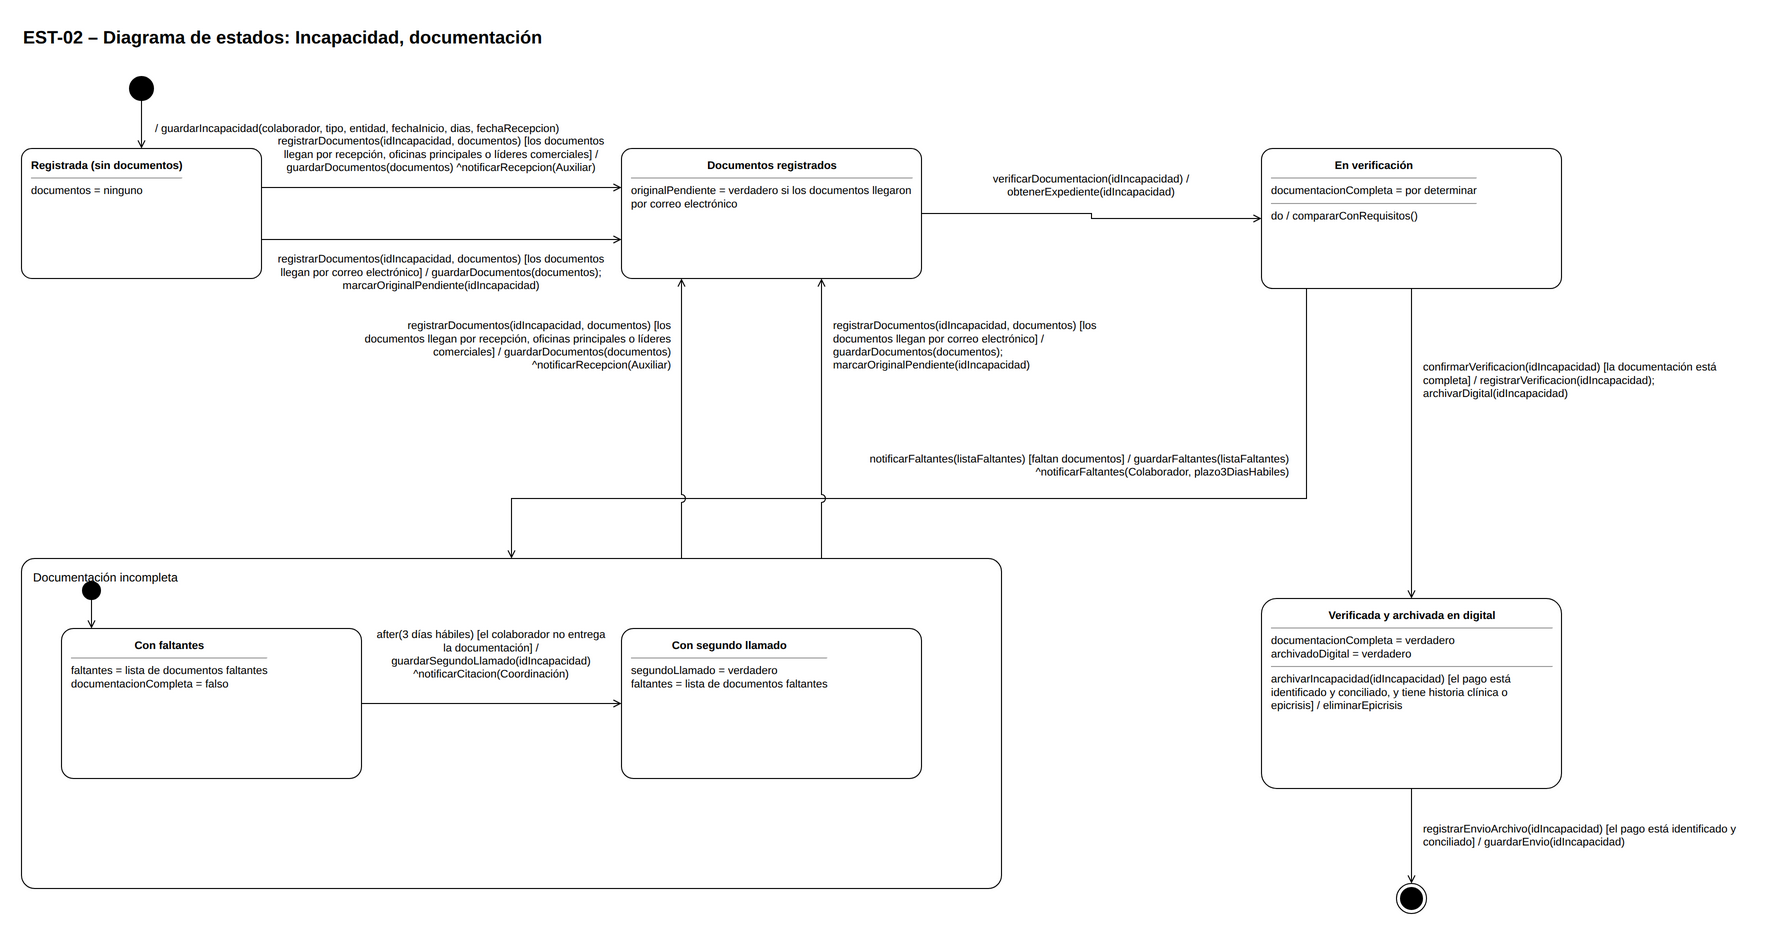 EST-02 – Diagrama de estados: Incapacidad, documentación
/ guardarIncapacidad(colaborador, tipo, entidad, fechaInicio, dias, fechaRecepcion)
registrarDocumentos(idIncapacidad, documentos) [los documentos
llegan por recepción, oficinas principales o líderes comerciales] /
guardarDocumentos(documentos) ^notificarRecepcion(Auxiliar)
Registrada (sin documentos)
documentos = ninguno
registrarDocumentos(idIncapacidad, documentos) [los documentos
llegan por correo electrónico] / guardarDocumentos(documentos);
marcarOriginalPendiente(idIncapacidad)
Documentos registrados
originalPendiente = verdadero si los documentos llegaron
por correo electrónico
verificarDocumentacion(idIncapacidad) /
obtenerExpediente(idIncapacidad)
En verificación
documentacionCompleta = por determinar
do / compararConRequisitos()
registrarDocumentos(idIncapacidad, documentos) [los
documentos llegan por recepción, oficinas principales o líderes
comerciales] / guardarDocumentos(documentos)
^notificarRecepcion(Auxiliar)
registrarDocumentos(idIncapacidad, documentos) [los
documentos llegan por correo electrónico] /
guardarDocumentos(documentos);
marcarOriginalPendiente(idIncapacidad)
confirmarVerificacion(idIncapacidad) [la documentación está
completa] / registrarVerificacion(idIncapacidad);
archivarDigital(idIncapacidad)
notificarFaltantes(listaFaltantes) [faltan documentos] / guardarFaltantes(listaFaltantes)
^notificarFaltantes(Colaborador, plazo3DiasHabiles)
Documentación incompleta
Con faltantes
faltantes = lista de documentos faltantes
documentacionCompleta = falso
after(3 días hábiles) [el colaborador no entrega
la documentación] /
guardarSegundoLlamado(idIncapacidad)
^notificarCitacion(Coordinación)
Con segundo llamado
segundoLlamado = verdadero
faltantes = lista de documentos faltantes
Verificada y archivada en digital
documentacionCompleta = verdadero
archivadoDigital = verdadero
archivarIncapacidad(idIncapacidad) [el pago está
identificado y conciliado, y tiene historia clínica o
epicrisis] / eliminarEpicrisis
registrarEnvioArchivo(idIncapacidad) [el pago está identificado y
conciliado] / guardarEnvio(idIncapacidad)